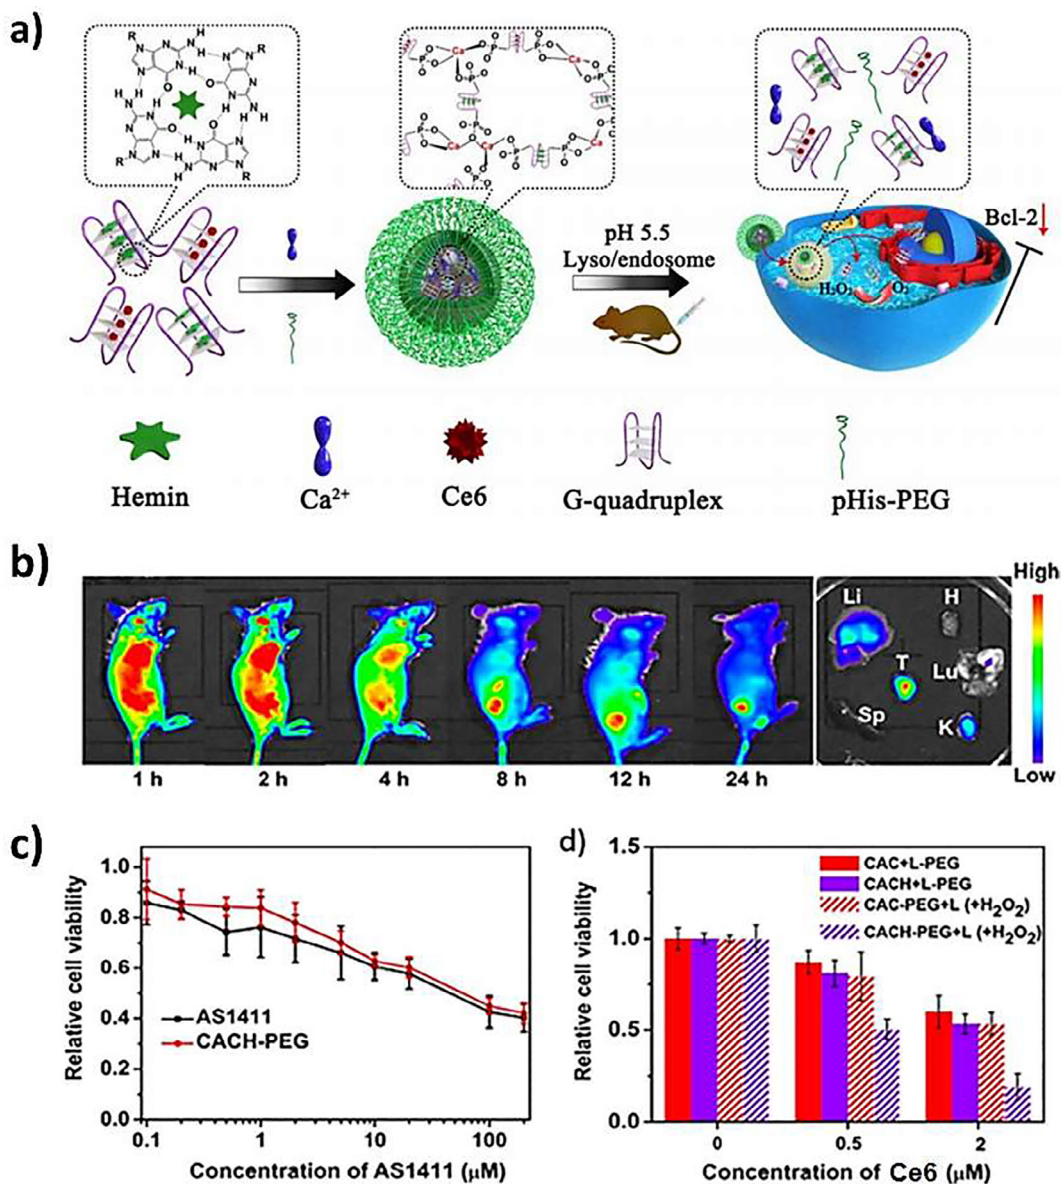 a)
pH 5.5
Lyso/endosome
Bcl-2
H₂O₂
O₂
Hemin
Ca²⁺
Ce6
G-quadruplex
pHis-PEG
b)
1 h
2 h
4 h
8 h
12 h
24 h
Li
H
T
Lu
Sp
K
High
Low
c)
Relative cell viability
1.0
0.8
0.6
0.4
0.2
0.0
AS1411
CACH-PEG
0.1
1
10
100
Concentration of AS1411 (μM)
d)
Relative cell viability
1.5
1.0
0.5
0.0
CAC+L-PEG
CACH+L-PEG
CAC-PEG+L (+H₂O₂)
CACH-PEG+L (+H₂O₂)
0
0.5
2
Concentration of Ce6 (μM)